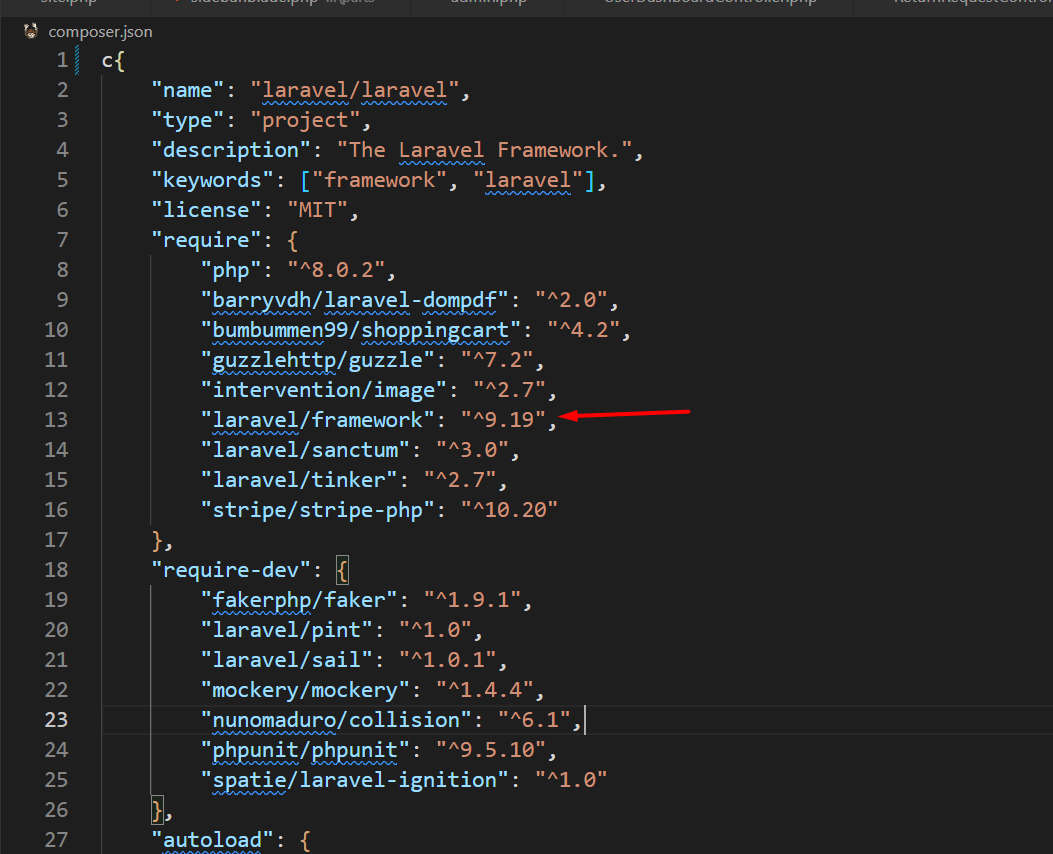 composer.json
1 c{
2 "name": "laravel/laravel",
3 "type": "project",
4 "description": "The Laravel Framework.",
5 "keywords": ["framework", "laravel"],
6 "license": "MIT",
7 "require": {
8 "php": "^8.0.2",
9 "barryvdh/laravel-dompdf": "^2.0",
10 "bumbummen99/shoppingcart": "^4.2",
11 "guzzlehttp/guzzle": "^7.2",
12 "intervention/image": "^2.7",
13 "laravel/framework": "^9.19",
14 "laravel/sanctum": "^3.0",
15 "laravel/tinker": "^2.7",
16 "stripe/stripe-php": "^10.20"
17 },
18 "require-dev": {
19 "fakerphp/faker": "^1.9.1",
20 "laravel/pint": "^1.0",
21 "laravel/sail": "^1.0.1",
22 "mockery/mockery": "^1.4.4",
23 "nunomaduro/collision": "^6.1",
24 "phpunit/phpunit": "^9.5.10",
25 "spatie/laravel-ignition": "^1.0"
26 },
27 "autoload": {